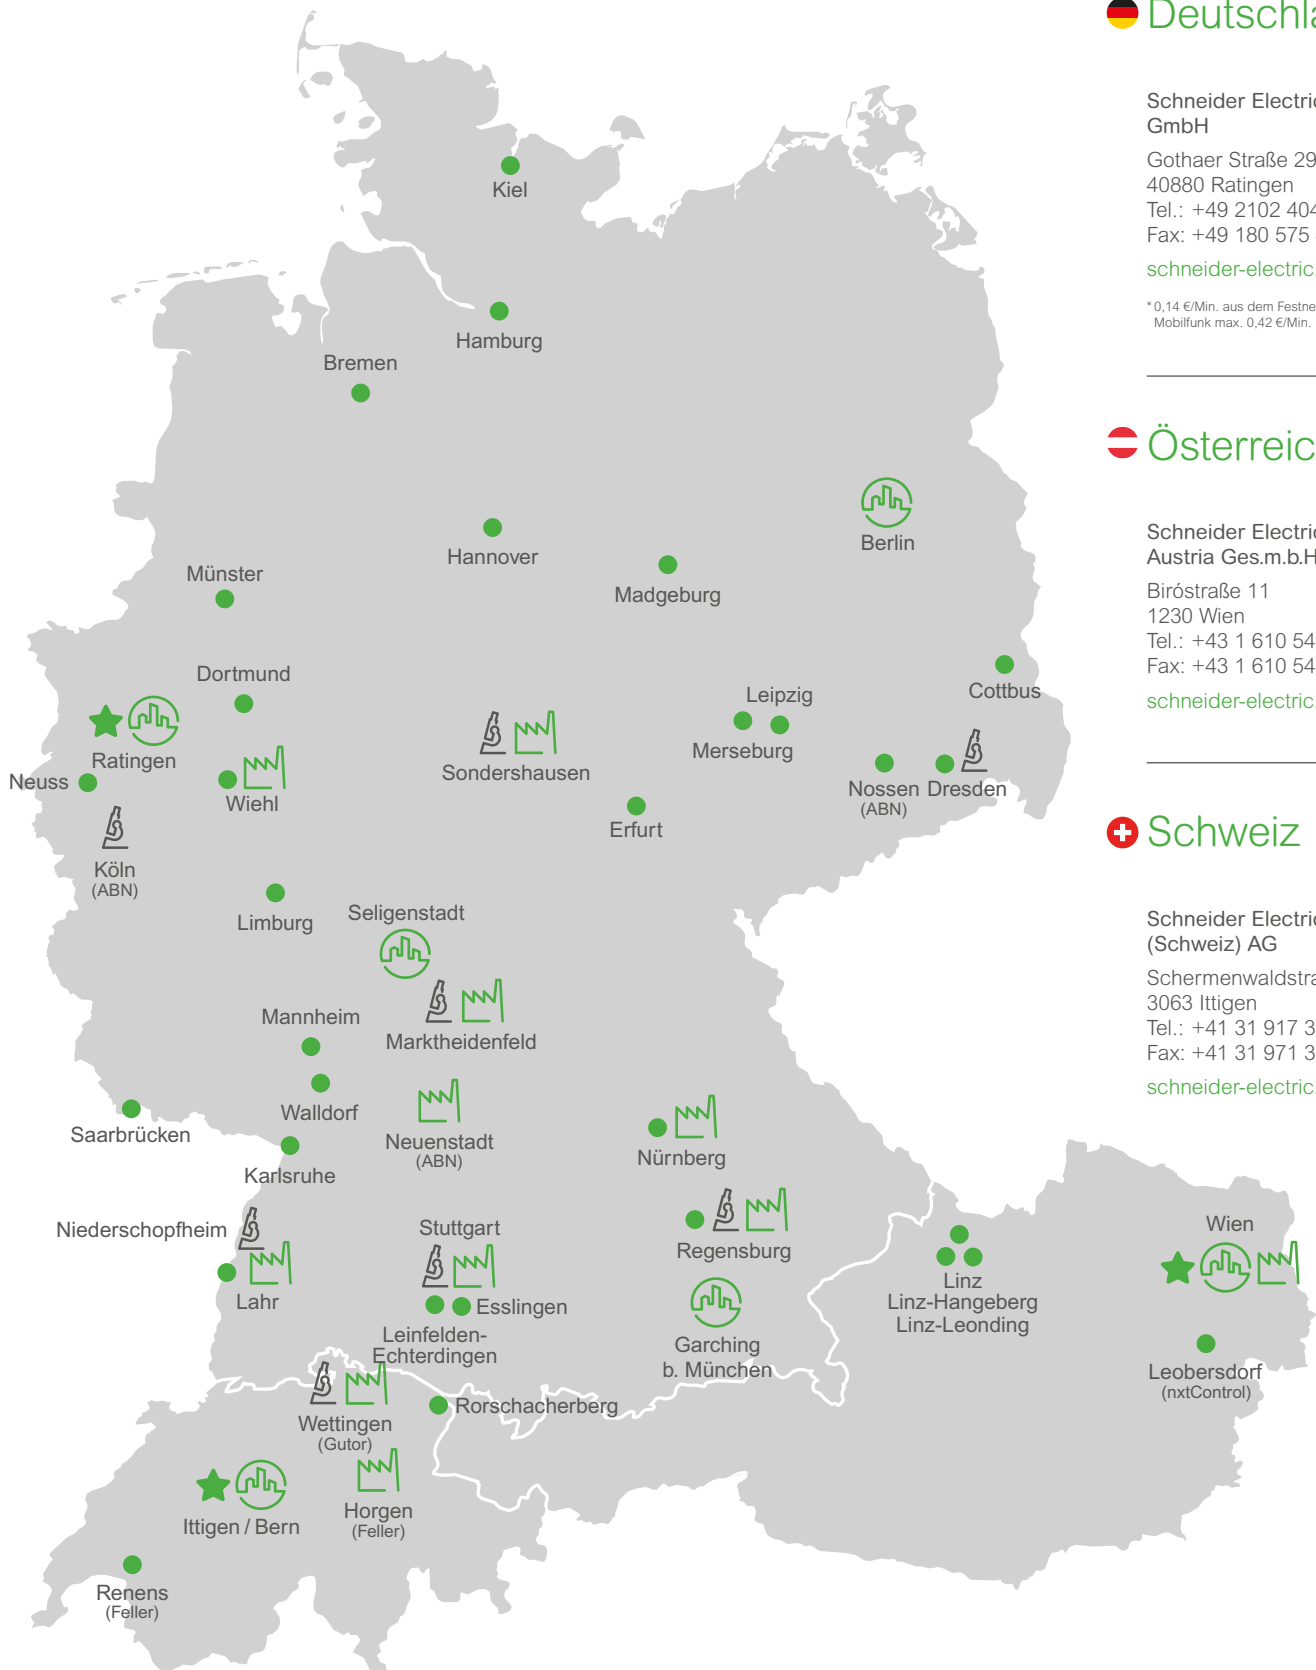 Kiel
Hamburg
Bremen
Berlin
Hannover
Madgeburg
Münster
Cottbus
Dortmund
Leipzig
Merseburg
Ratingen
Sondershausen
Neuss
Wiehl
Nossen
(ABN)
Dresden
Erfurt
Köln
(ABN)
Limburg
Seligenstadt
Mannheim
Marktheidenfeld
Walldorf
Saarbrücken
Neuenstadt
(ABN)
Nürnberg
Karlsruhe
Niederschopfheim
Stuttgart
Regensburg
Wien
Lahr
Esslingen
Linz
Linz-Hangeberg
Linz-Leonding
Leinfelden-
Echterdingen
Garching
b. München
Leobersdorf
(nxtControl)
Wettingen
(Gutor)
Rorschacherberg
Ittigen / Bern
Horgen
(Feller)
Renens
(Feller)
Schneider Electric
GmbH
Gothaer Straße 29
40880 Ratingen
Tel.: +49 2102 404
Fax: +49 180 575
schneider-electric.
* 0,14 €/Min. aus dem
Mobilfunk max. 0,42 €/Min.
Schneider Electric
Austria Ges.m.b.H
Biróstraße 11
1230 Wien
Tel.: +43 1 610 54
Fax: +43 1 610 54
schneider-electric.
Schweiz
Schneider Electric
(Schweiz) AG
3063 Ittigen
Tel.: +41 31 917 3
Fax: +41 31 971 3
schneider-electric.